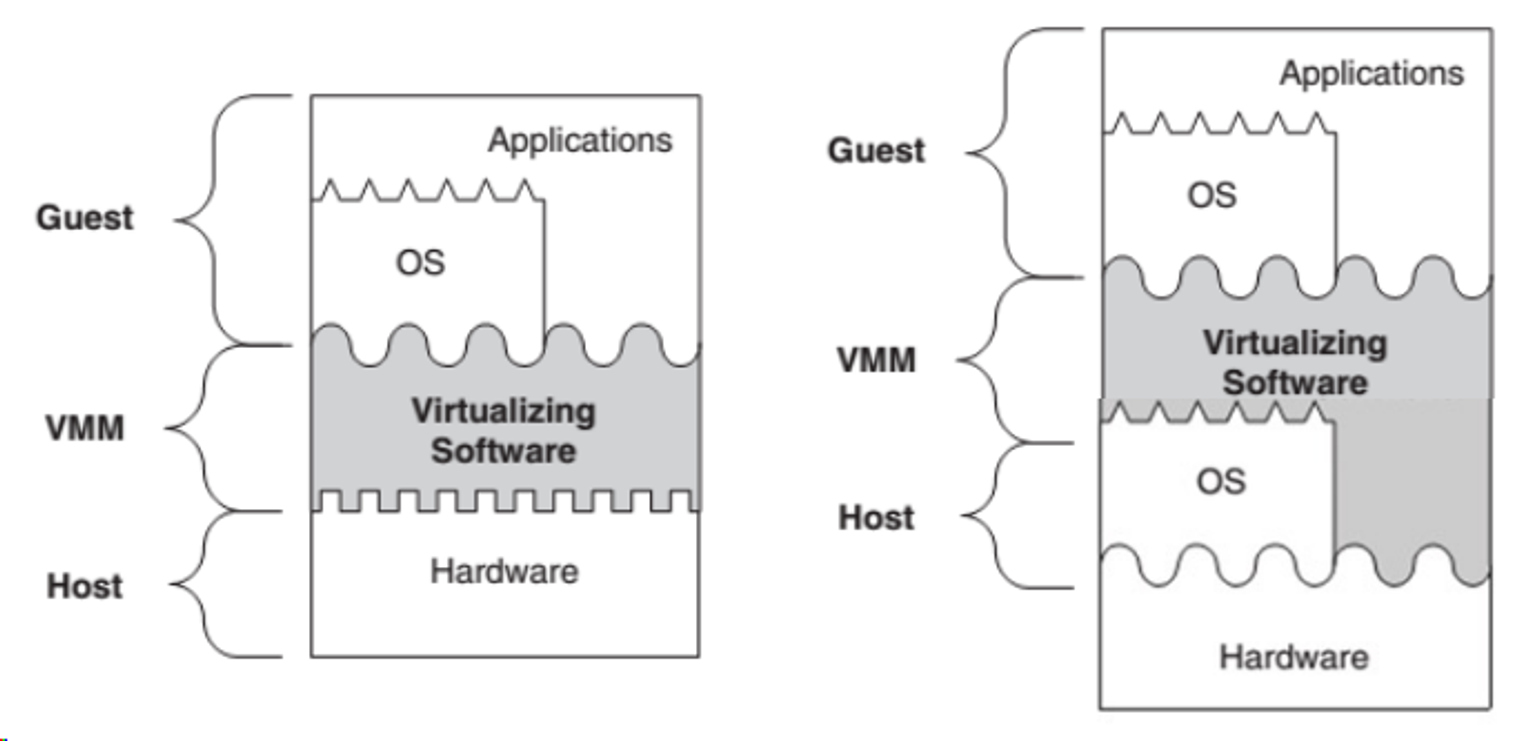 Applications
Guest
OS
VMM
Virtualizing
Software
Host
Hardware
Applications
Guest
OS
VMM
Virtualizing
Software
OS
Host
Hardware